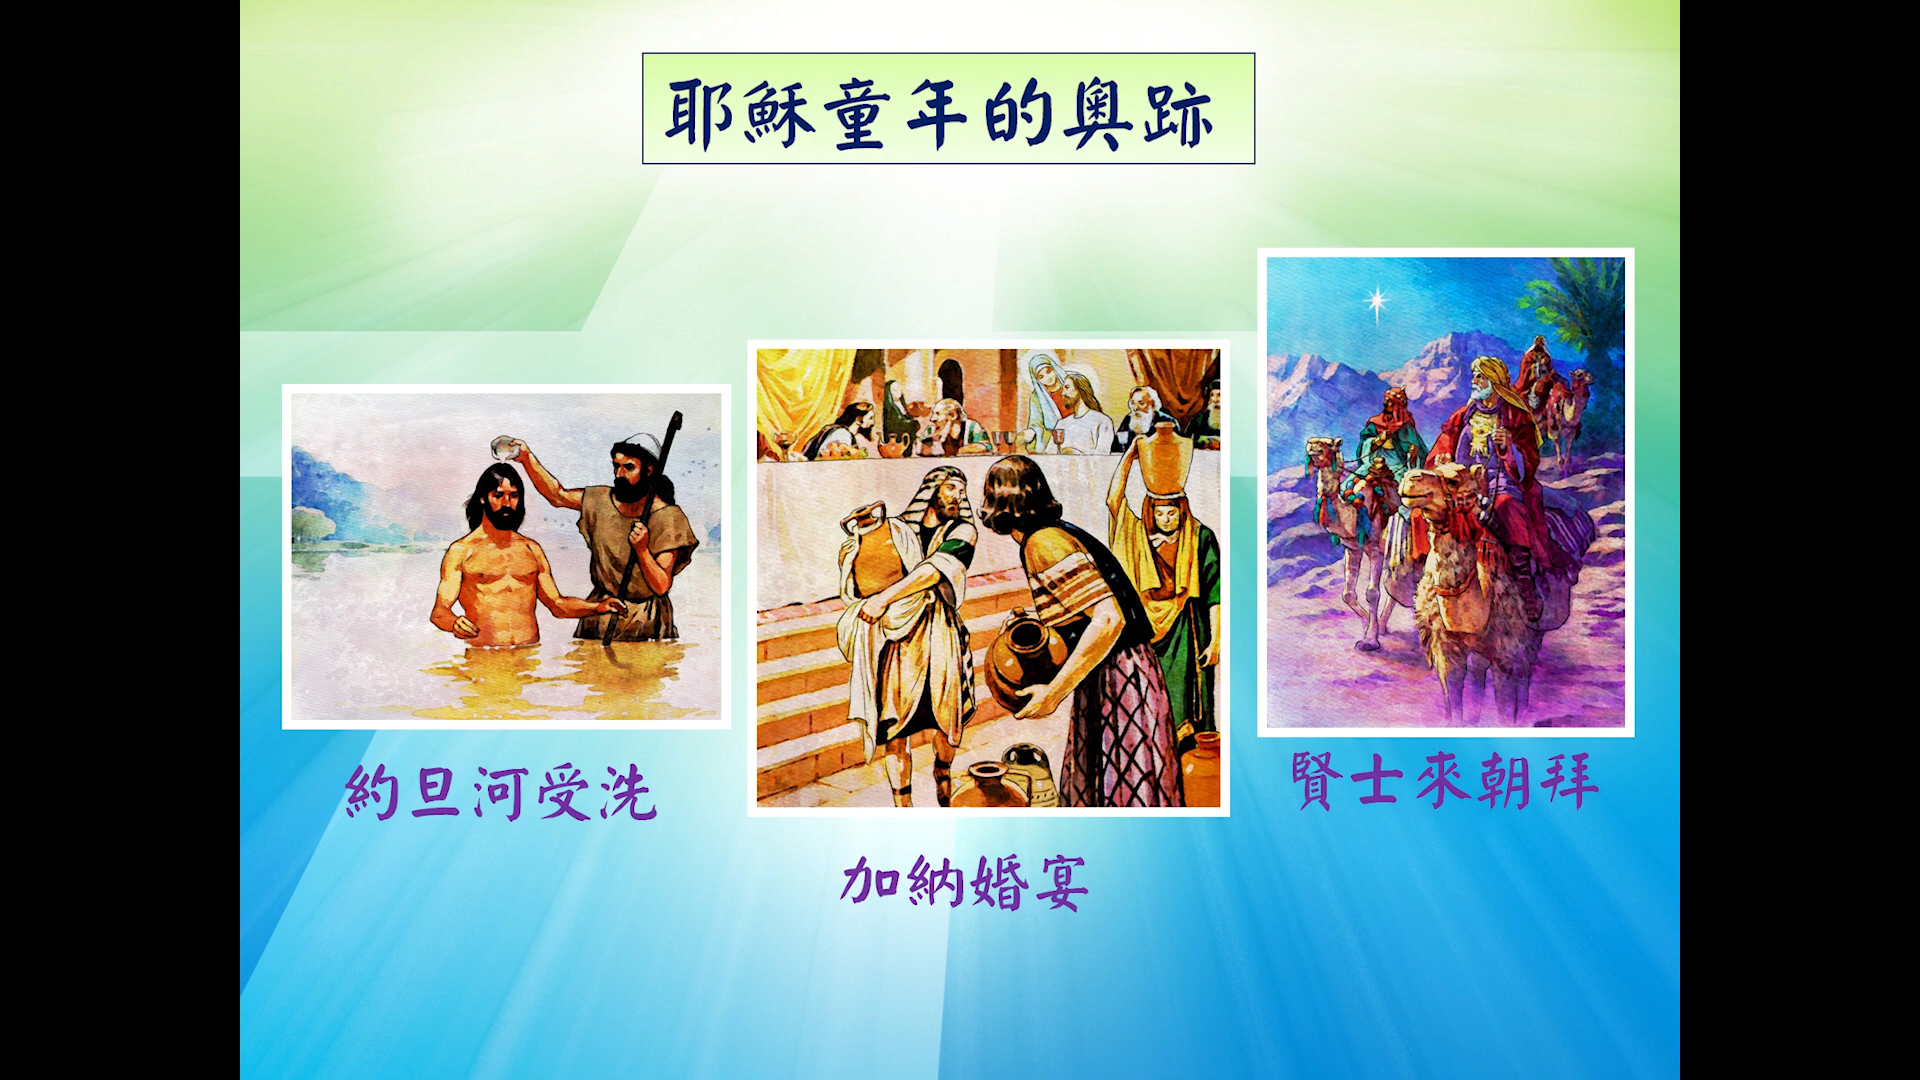 耶穌童年的奧跡
約旦河受洗
加納婚宴
賢士來朝拜